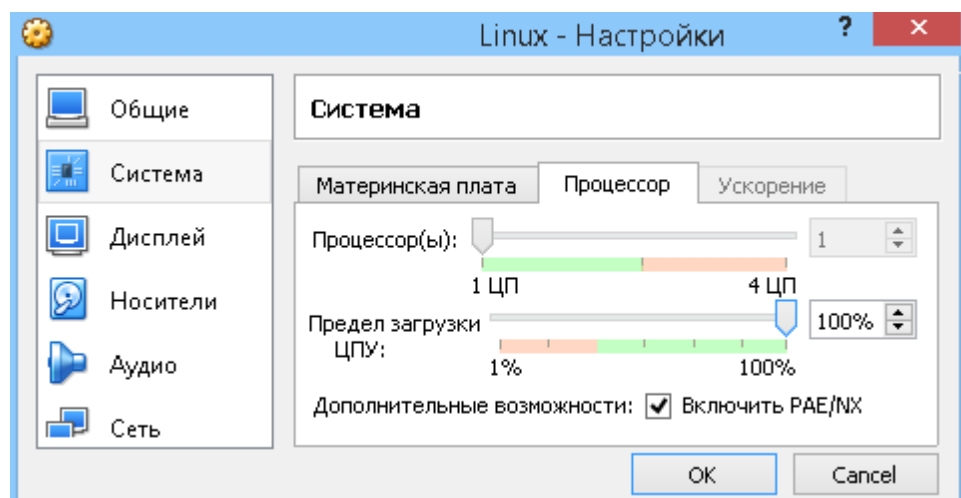 Linux - Настройки ? ×
Общие
Система
Дисплей
Носители
Аудио
Сеть
Система
Материнская плата Процессор Ускорение
Процессор(ы): 1
1 ЦП 4 ЦП
Предел загрузки ЦПУ: 100%
1% 100%
Дополнительные возможности: Включить PAE/NX
OK Cancel